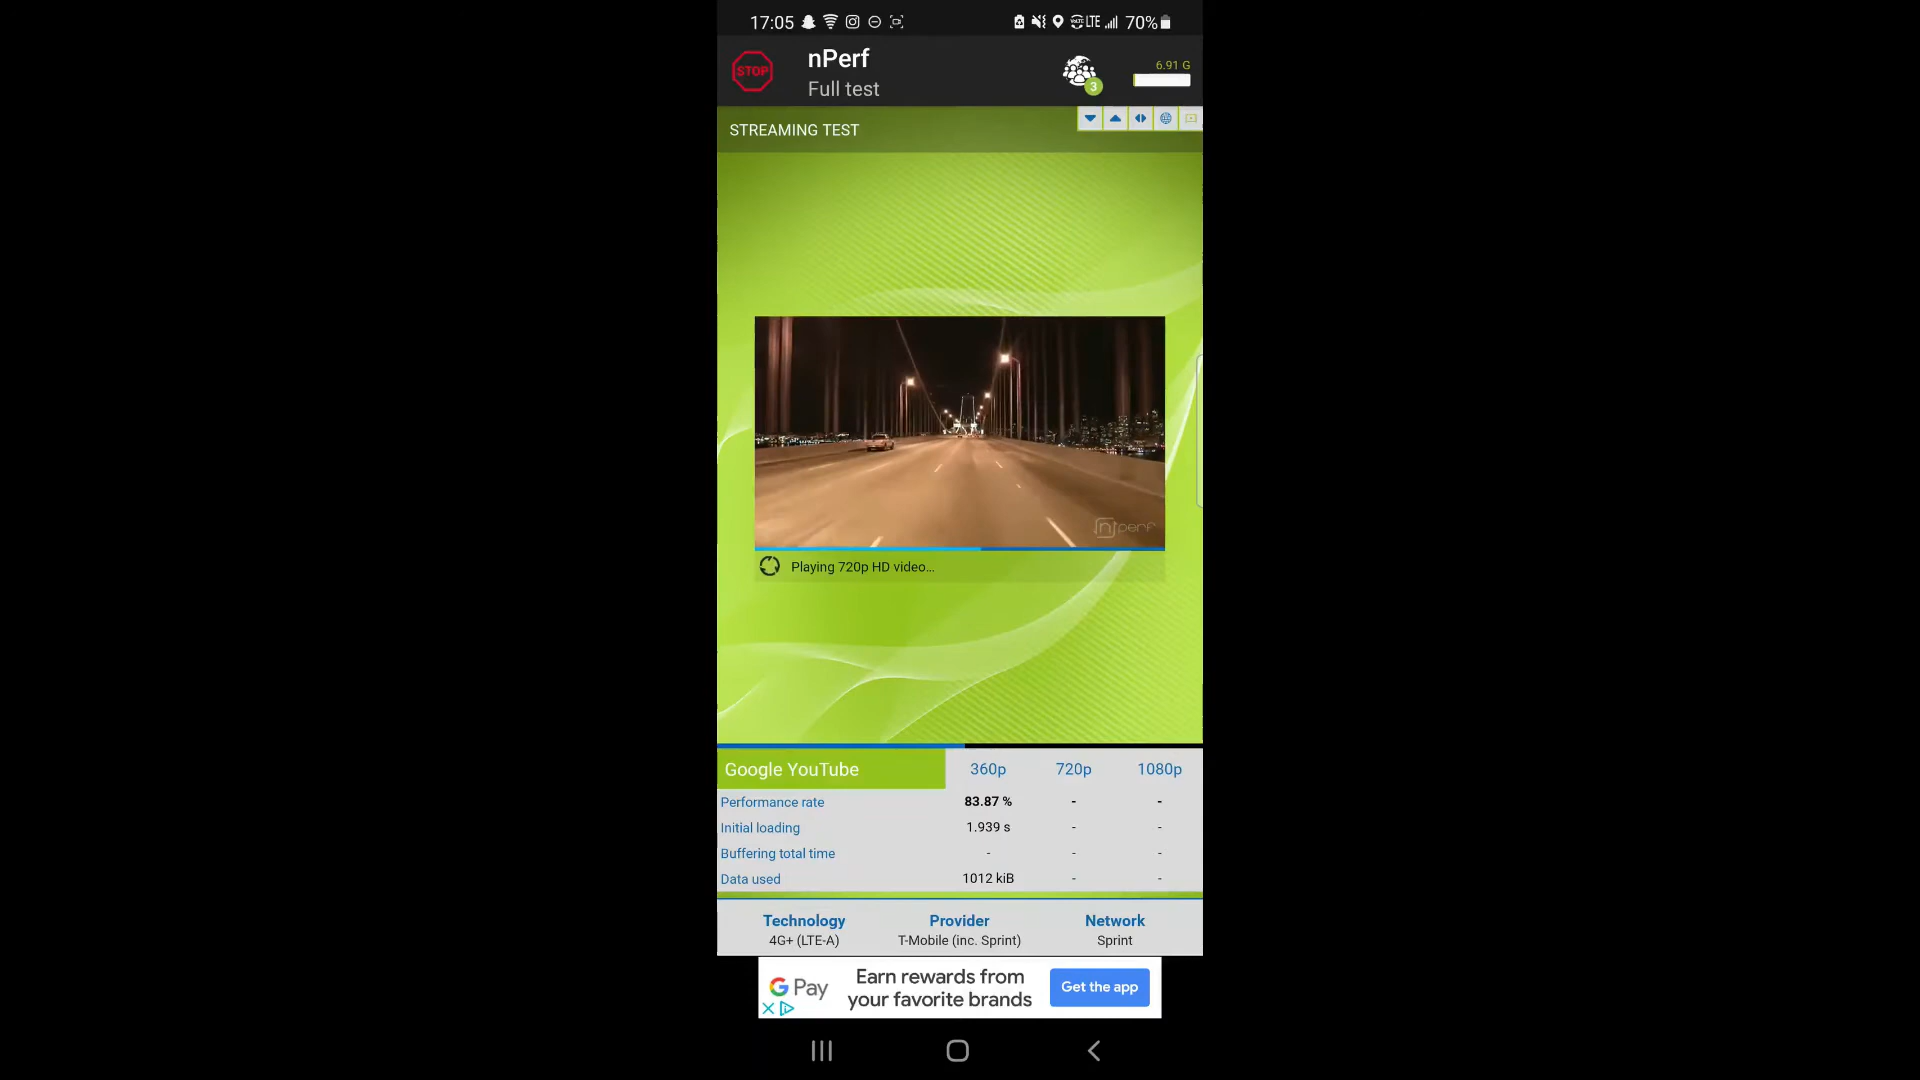 17:05
LTE 70%
STOP
nPerf
Full test
3
6.91 G
STREAMING TEST
nperf
Playing 720p HD video...
Google YouTube 360p 720p 1080p
Performance rate 83.87 % - -
Initial loading 1.939 s - -
Buffering total time - - -
Data used 1012 kiB - -
Technology Provider Network
4G+ (LTE-A) T-Mobile (inc. Sprint) Sprint
G Pay
Earn rewards from
your favorite brands
Get the app